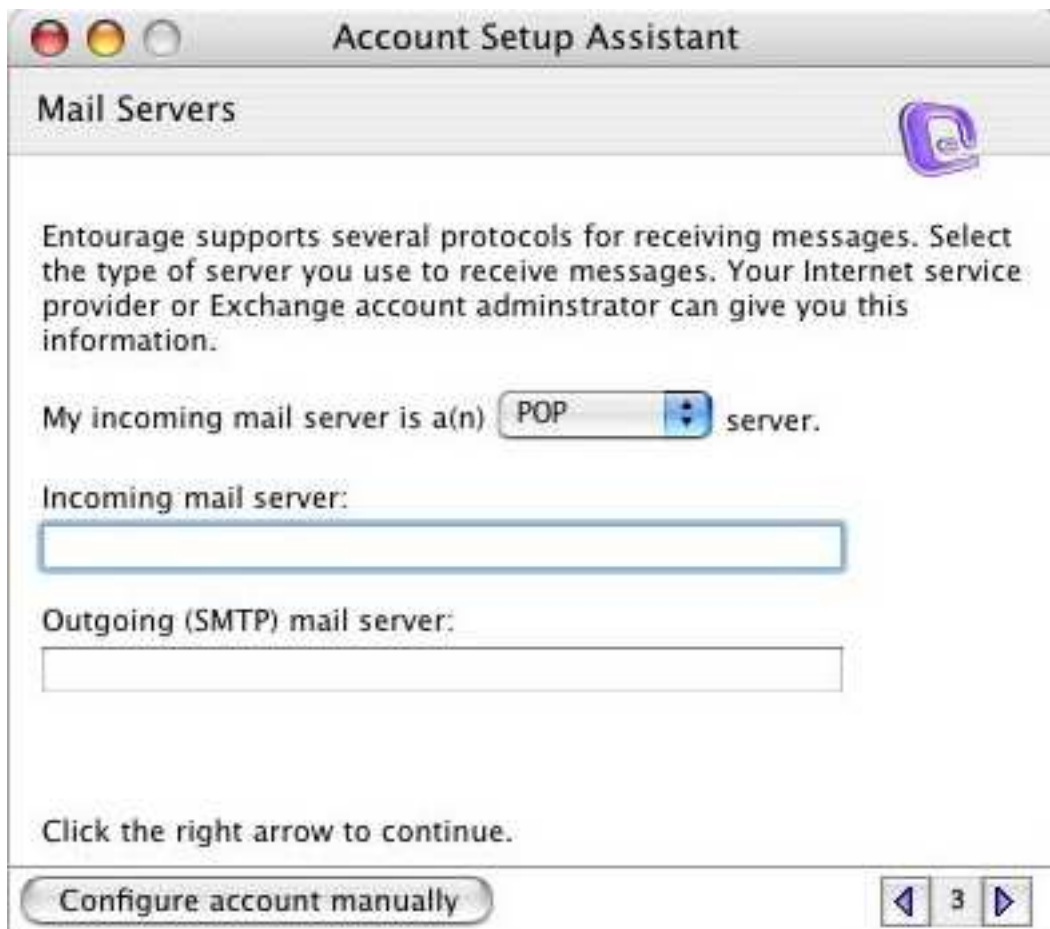 Account Setup Assistant
Mail Servers
Entourage supports several protocols for receiving messages. Select
the type of server you use to receive messages. Your Internet service
provider or Exchange account adminstrator can give you this
information.
My incoming mail server is a(n) POP server.
Incoming mail server:
Outgoing (SMTP) mail server:
Click the right arrow to continue.
Configure account manually 3